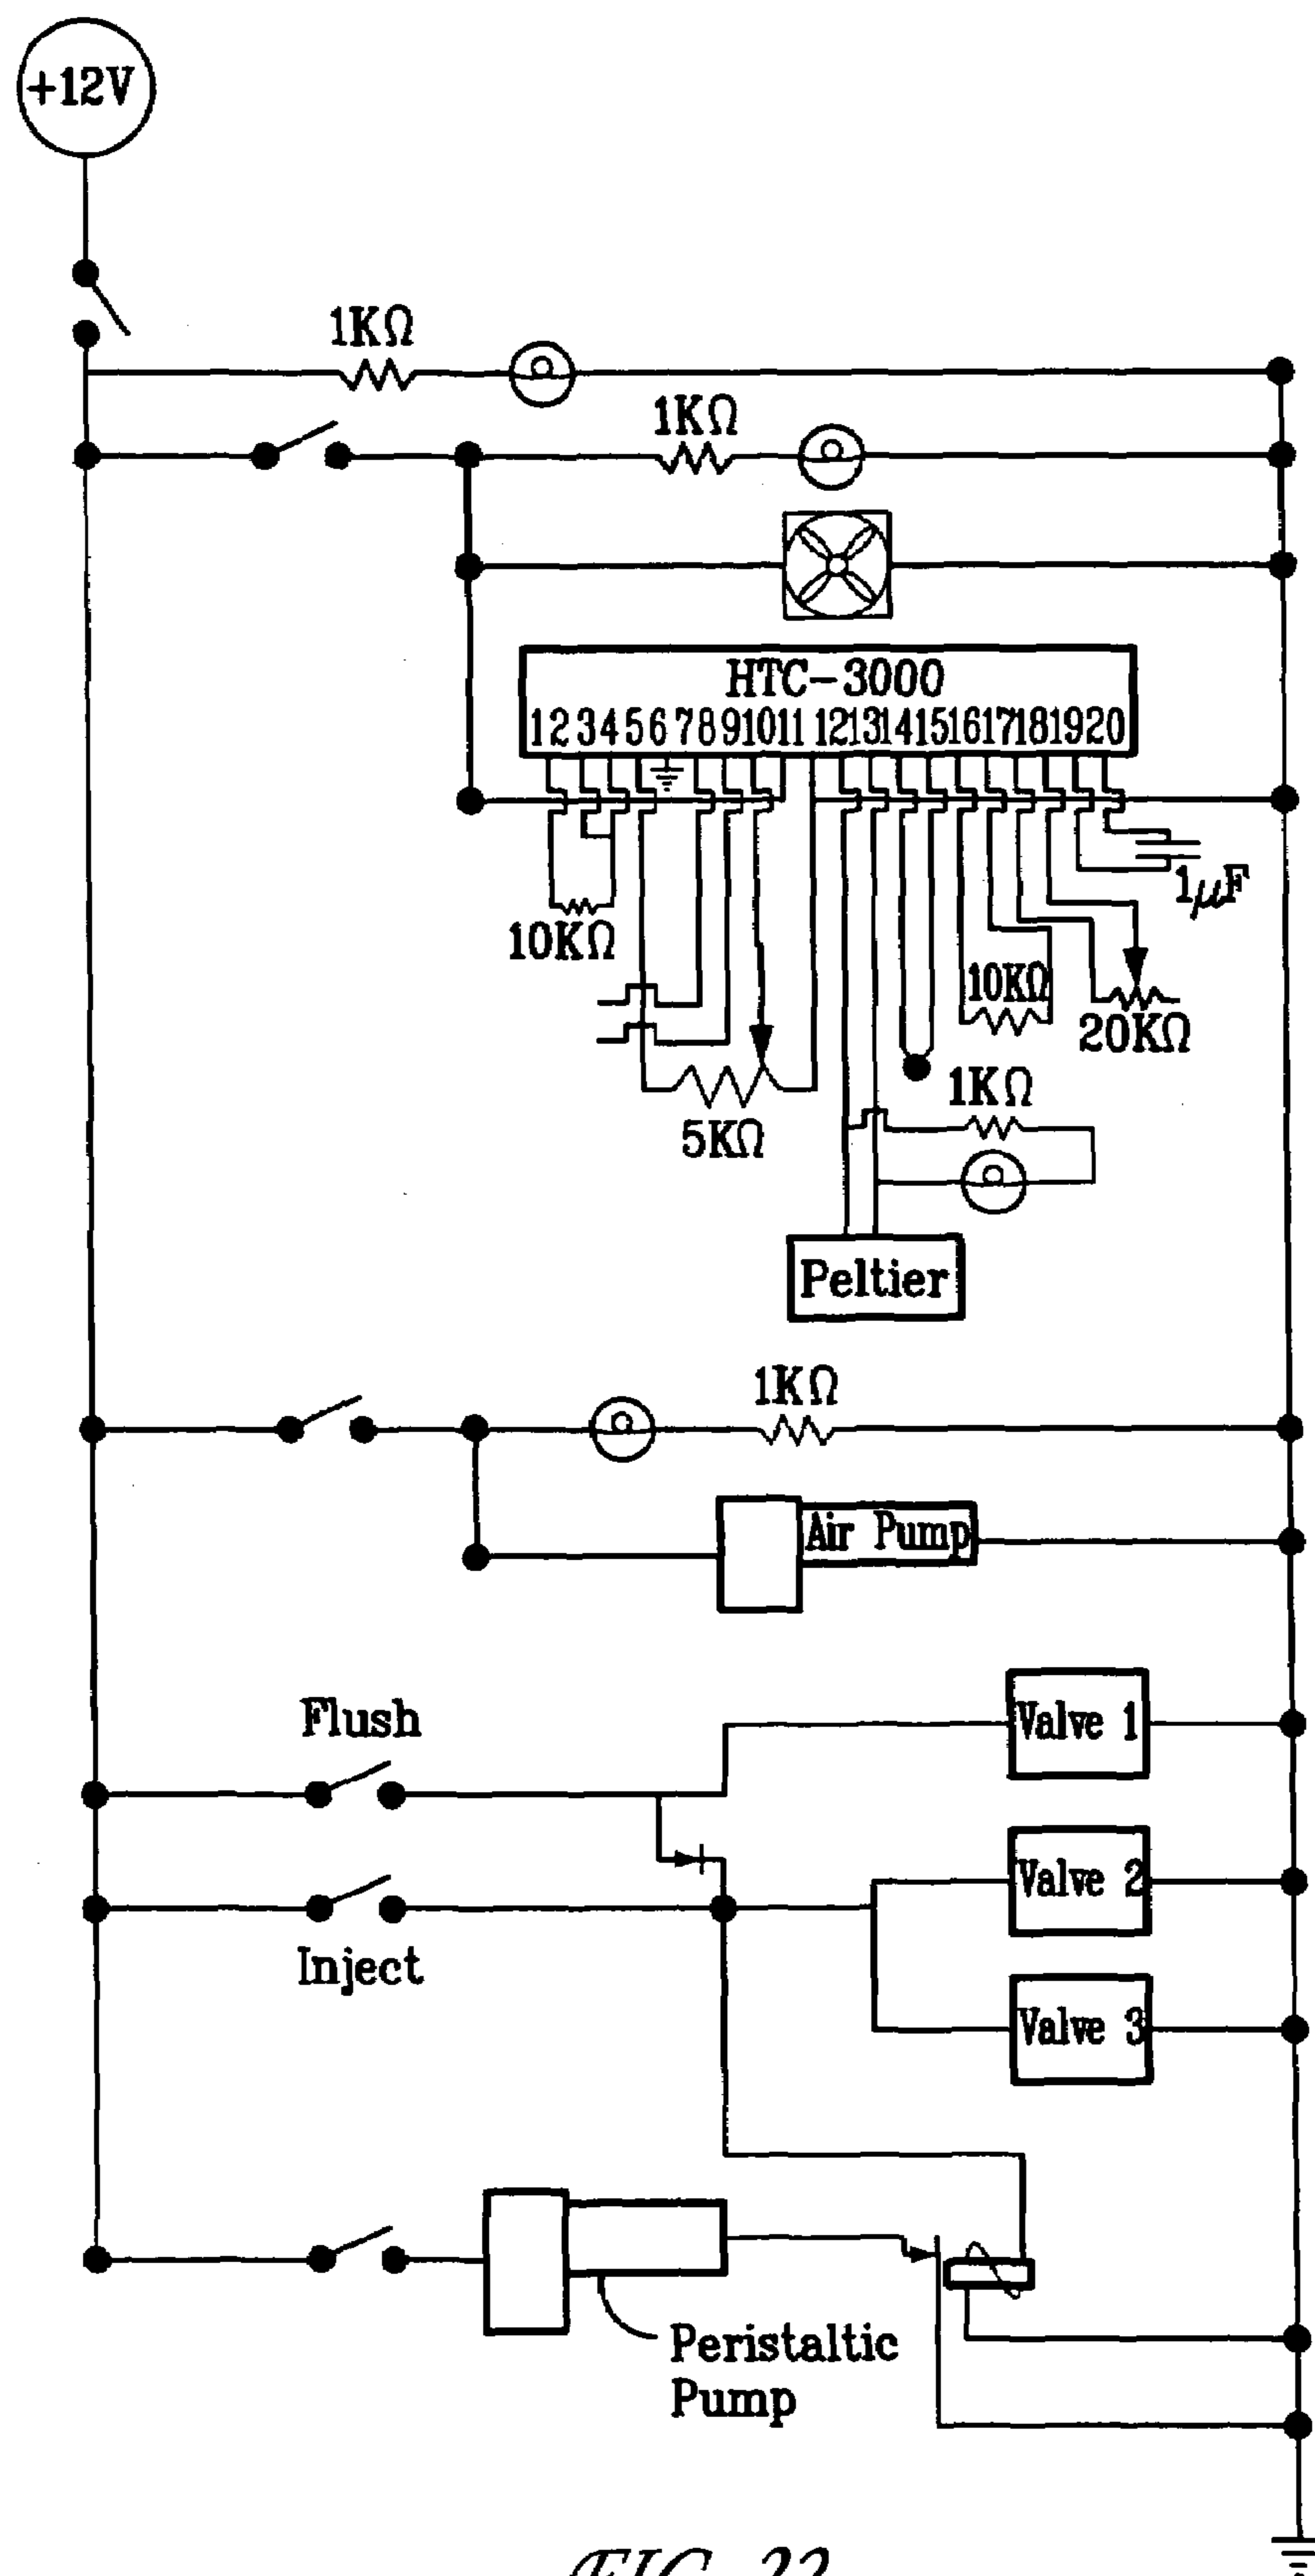 +12V
1KΩ
1KΩ
HTC-3000
1 2 3 4 5 6 7 8 9 10 11 12 13 14 15 16 17 18 19 20
1μF
10KΩ
10KΩ
20KΩ
1KΩ
5KΩ
Peltier
1KΩ
Air Pump
Flush
Valve 1
Valve 2
Inject
Valve 3
Peristaltic
Pump
FIG. 22